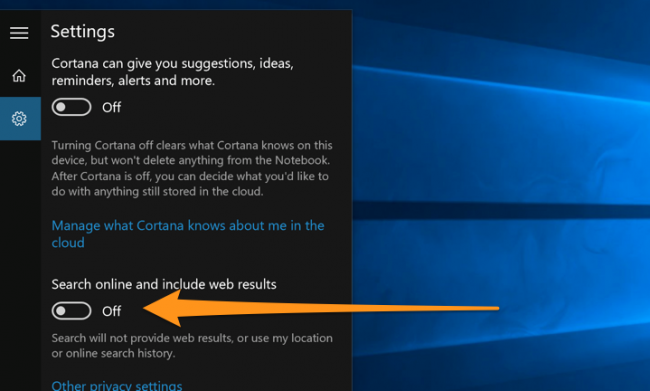 Settings
Cortana can give you suggestions, ideas,
reminders, alerts and more.
Off
Turning Cortana off clears what Cortana knows on this
device, but won't delete anything from the Notebook.
After Cortana is off, you can decide what you'd like to
do with anything still stored in the cloud.
Manage what Cortana knows about me in the
cloud
Search online and include web results
Off
Search will not provide web results, or use my location
or online search history.
Other privacy settings